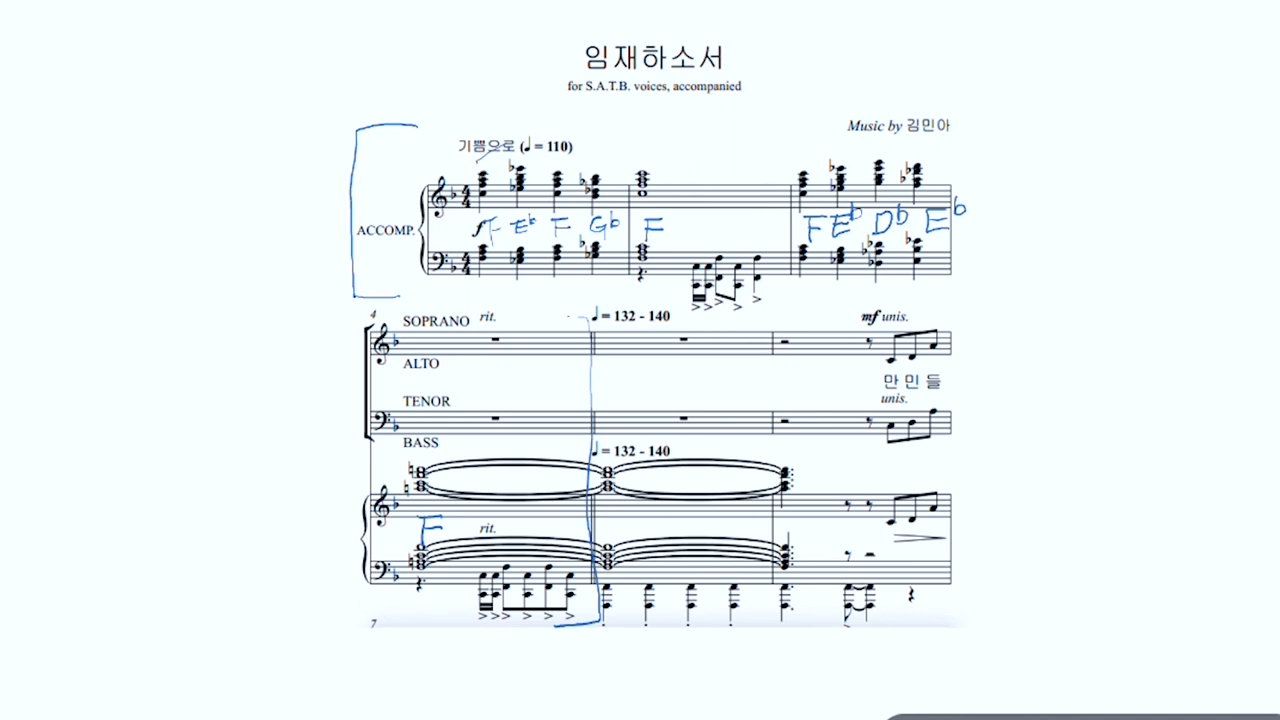 임재하소서
for S.A.T.B. voices, accompanied
Music by 김민아
기쁨으로 (♩ = 110)
ACCOMP.
f F E♭ F G♭ F F E♭ D♭ E♭
4
SOPRANO rit. ♩ = 132 - 140 mf unis.
ALTO
만 민 들
TENOR unis.
BASS
♩ = 132 - 140
F rit.
7